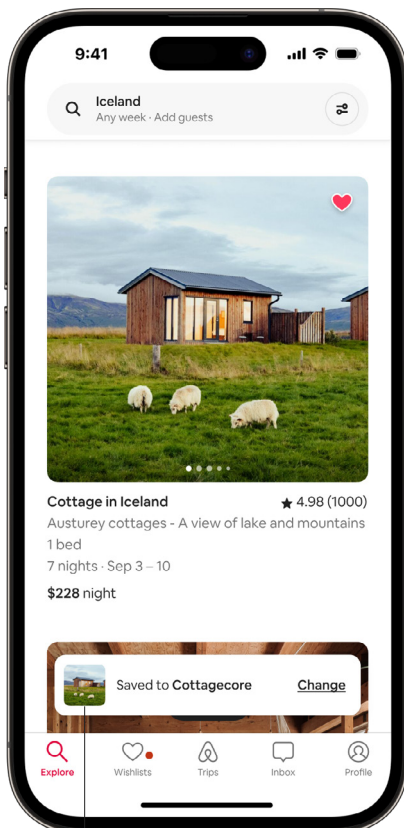 9:41
Iceland
Any week · Add guests
Cottage in Iceland
★ 4.98 (1000)
Austurey cottages - A view of lake and mountains
1 bed
7 nights · Sep 3 – 10
$228 night
Saved to Cottagecore
Change
Explore
Wishlists
Trips
Inbox
Profile